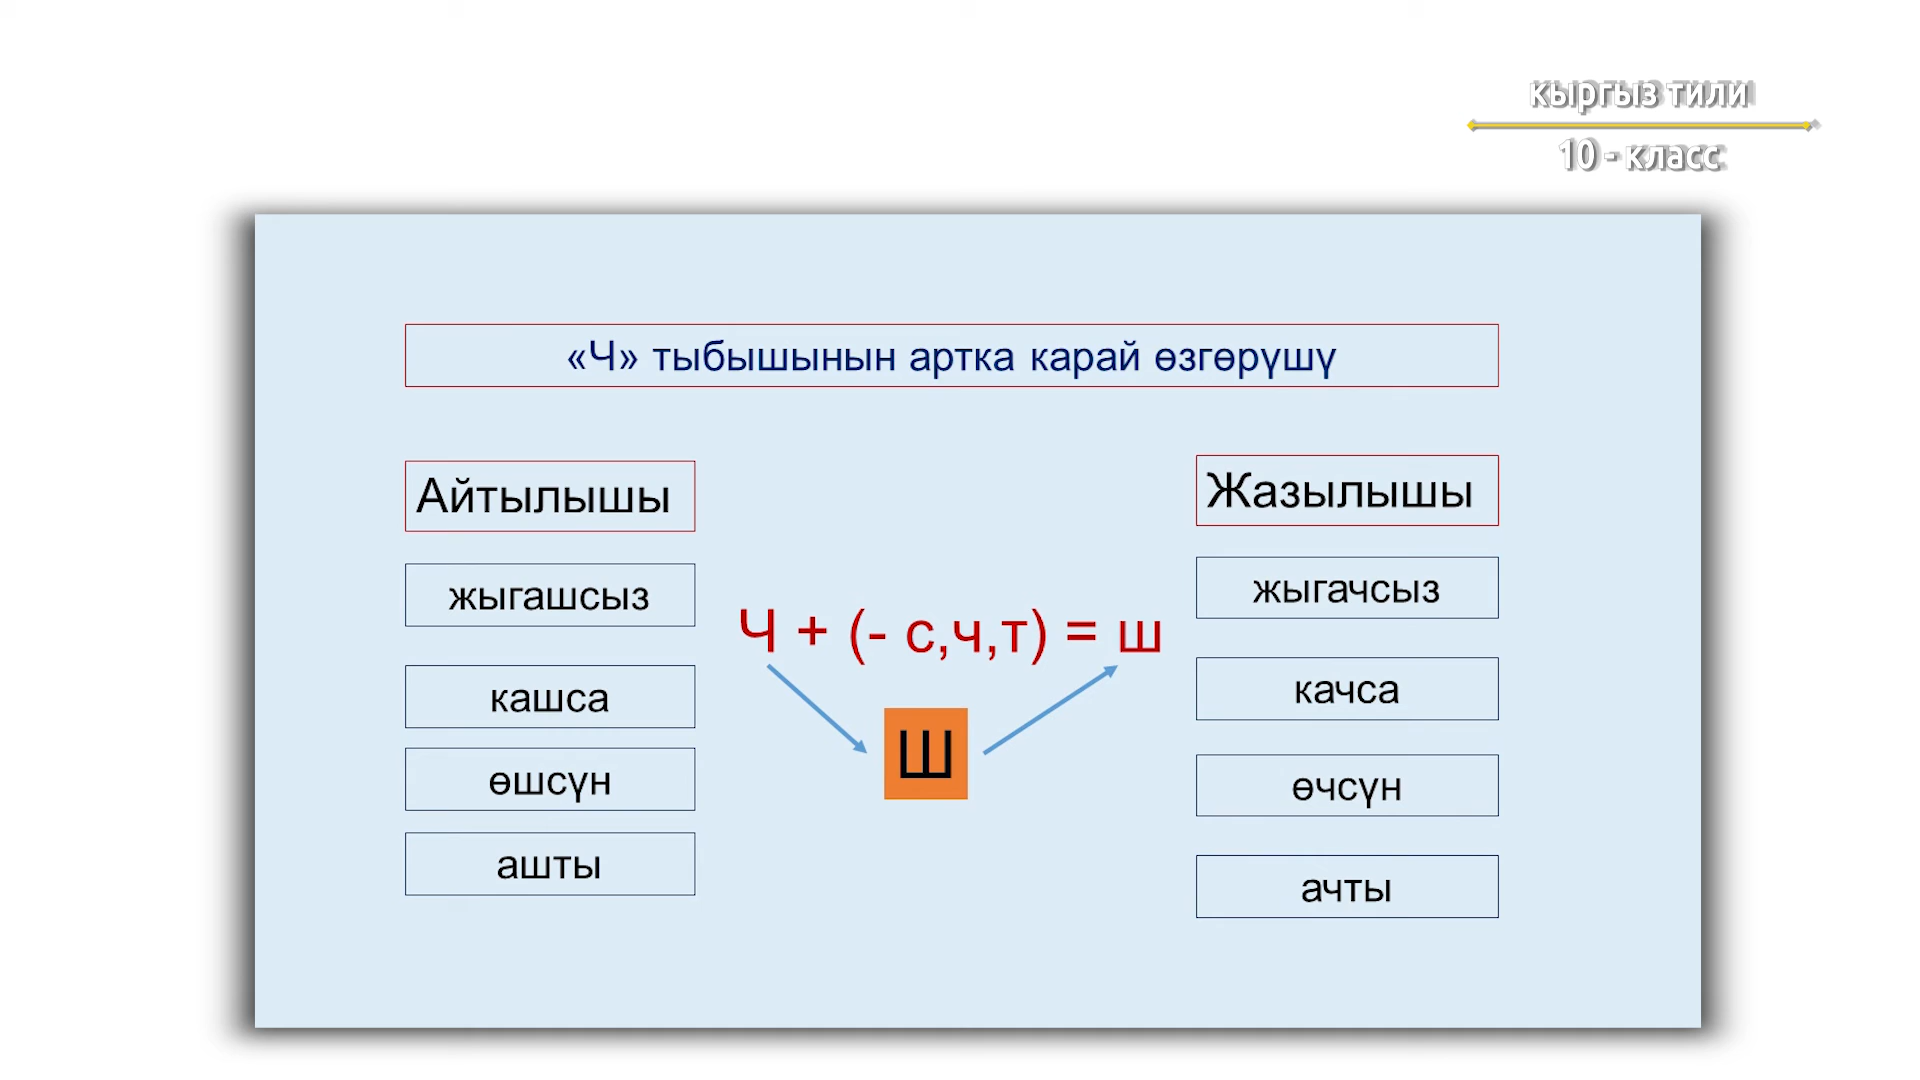 кыргыз тили
10 - класс
«Ч» тыбышынын артка карай өзгөрүшү
Айтылышы
жыгашсыз
кашса
өшсүн
ашты
Ч + (- с,ч,т) = ш
Ш
Жазылышы
жыгачсыз
качса
өчсүн
ачты